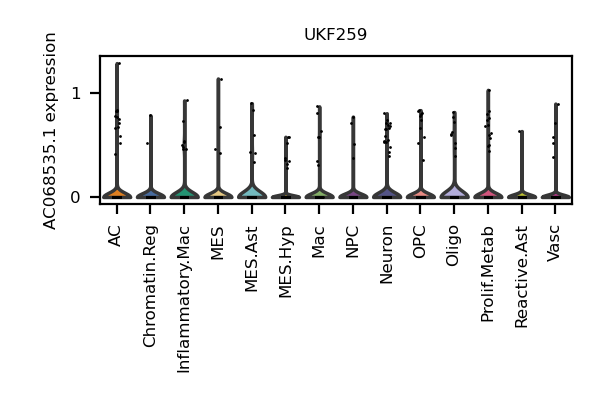 UKF259
AC068535.1 expression
1
0
AC
Chromatin.Reg
Inflammatory.Mac
MES
MES.Ast
MES.Hyp
Mac
NPC
Neuron
OPC
Oligo
Prolif.Metab
Reactive.Ast
Vasc